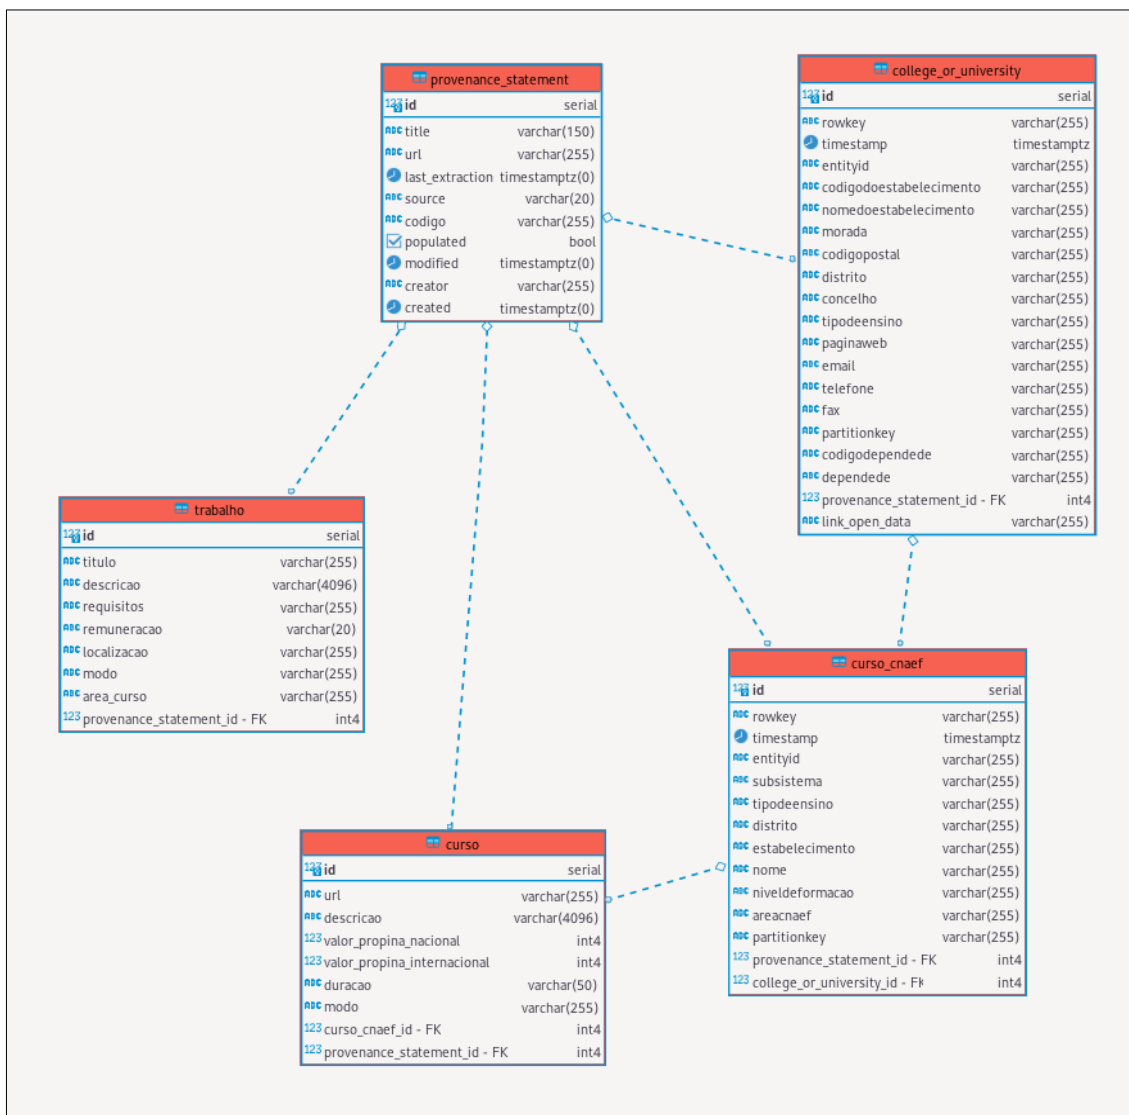 provenance_statement
id serial
title varchar(150)
url varchar(255)
last_extraction timestamptz(0)
source varchar(20)
codigo varchar(255)
populated bool
modified timestamptz(0)
creator varchar(255)
created timestamptz(0)
college_or_university
id serial
rowkey varchar(255)
timestamp timestamptz
entityid varchar(255)
codigodoestabelecimento varchar(255)
nomedoestabelecimento varchar(255)
morada varchar(255)
codigopostal varchar(255)
distrito varchar(255)
concelho varchar(255)
tipodeensino varchar(255)
paginaweb varchar(255)
email varchar(255)
telefone varchar(255)
fax varchar(255)
partitionkey varchar(255)
codigodependede varchar(255)
dependede varchar(255)
provenance_statement_id - FK int4
link_open_data varchar(255)
trabalho
id serial
titulo varchar(255)
descricao varchar(4096)
requisitos varchar(255)
remuneracao varchar(20)
localizacao varchar(255)
modo varchar(255)
area_curso varchar(255)
provenance_statement_id - FK int4
curso_cnaef
id serial
rowkey varchar(255)
timestamp timestamptz
entityid varchar(255)
subsistema varchar(255)
tipodeensino varchar(255)
distrito varchar(255)
estabelecimento varchar(255)
nome varchar(255)
niveldeformacao varchar(255)
areacnaef varchar(255)
partitionkey varchar(255)
provenance_statement_id - FK int4
college_or_university_id - FK int4
curso
id serial
url varchar(255)
descricao varchar(4096)
valor_propina_nacional int4
valor_propina_internacional int4
duracao varchar(50)
modo varchar(255)
curso_cnaef_id - FK int4
provenance_statement_id - FK int4